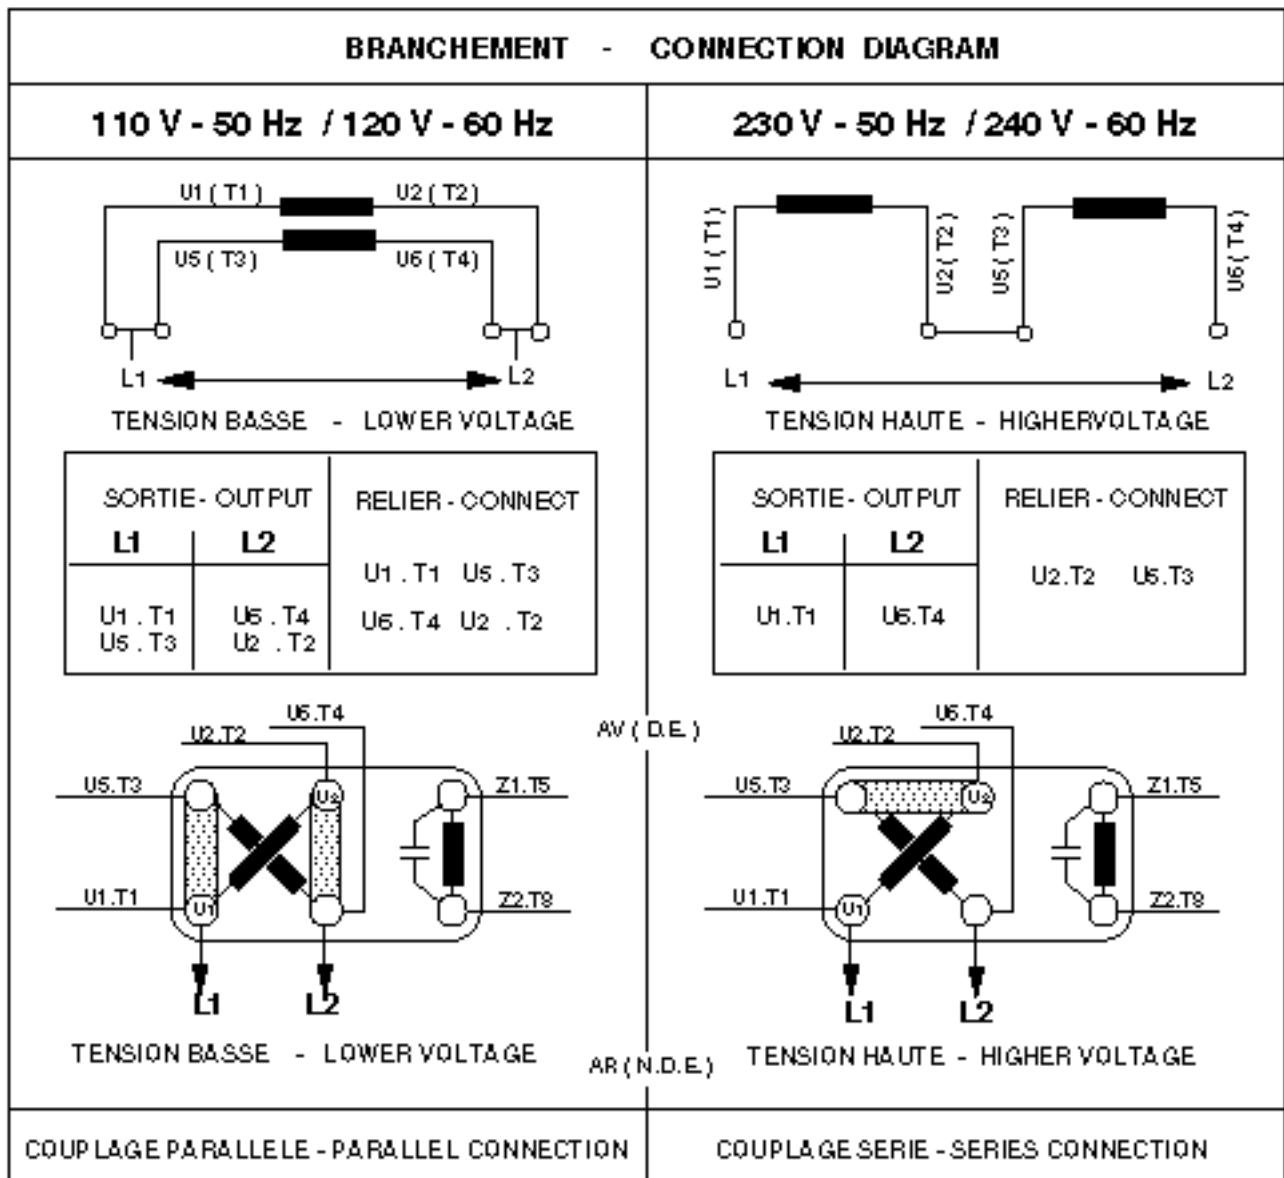 BRANCHEMENT - CONNECTION DIAGRAM
110 V - 50 Hz / 120 V - 60 Hz
U1 ( T1 ) U2 ( T2 )
U5 ( T3 ) U6 ( T4 )
L1 L2
TENSION BASSE - LOWER VOLTAGE
SORTIE - OUTPUT RELIER - CONNECT
L1 L2
U1 . T1 U5 . T3
U1 . T1 U6 . T4
U6 . T4 U2 . T2
U5 . T3 U2 . T2
U6.T4
U2.T2
U5.T3 U2 Z1.T5
U1.T1 U1 Z2.T8
L1 L2
TENSION BASSE - LOWER VOLTAGE
COUPLAGE PARALLELE - PARALLEL CONNECTION
AV ( D.E. )
AR ( N.D.E. )
230 V - 50 Hz / 240 V - 60 Hz
U1 ( T1 ) U2 ( T2 ) U5 ( T3 ) U6 ( T4 )
L1 L2
TENSION HAUTE - HIGHERVOLTAGE
SORTIE - OUTPUT RELIER - CONNECT
L1 L2
U2.T2 U5.T3
U1.T1 U6.T4
U6.T4
U2.T2
U5.T3 U2 Z1.T5
U1.T1 U1 Z2.T8
L1 L2
TENSION HAUTE - HIGHER VOLTAGE
COUPLAGE SERIE - SERIES CONNECTION